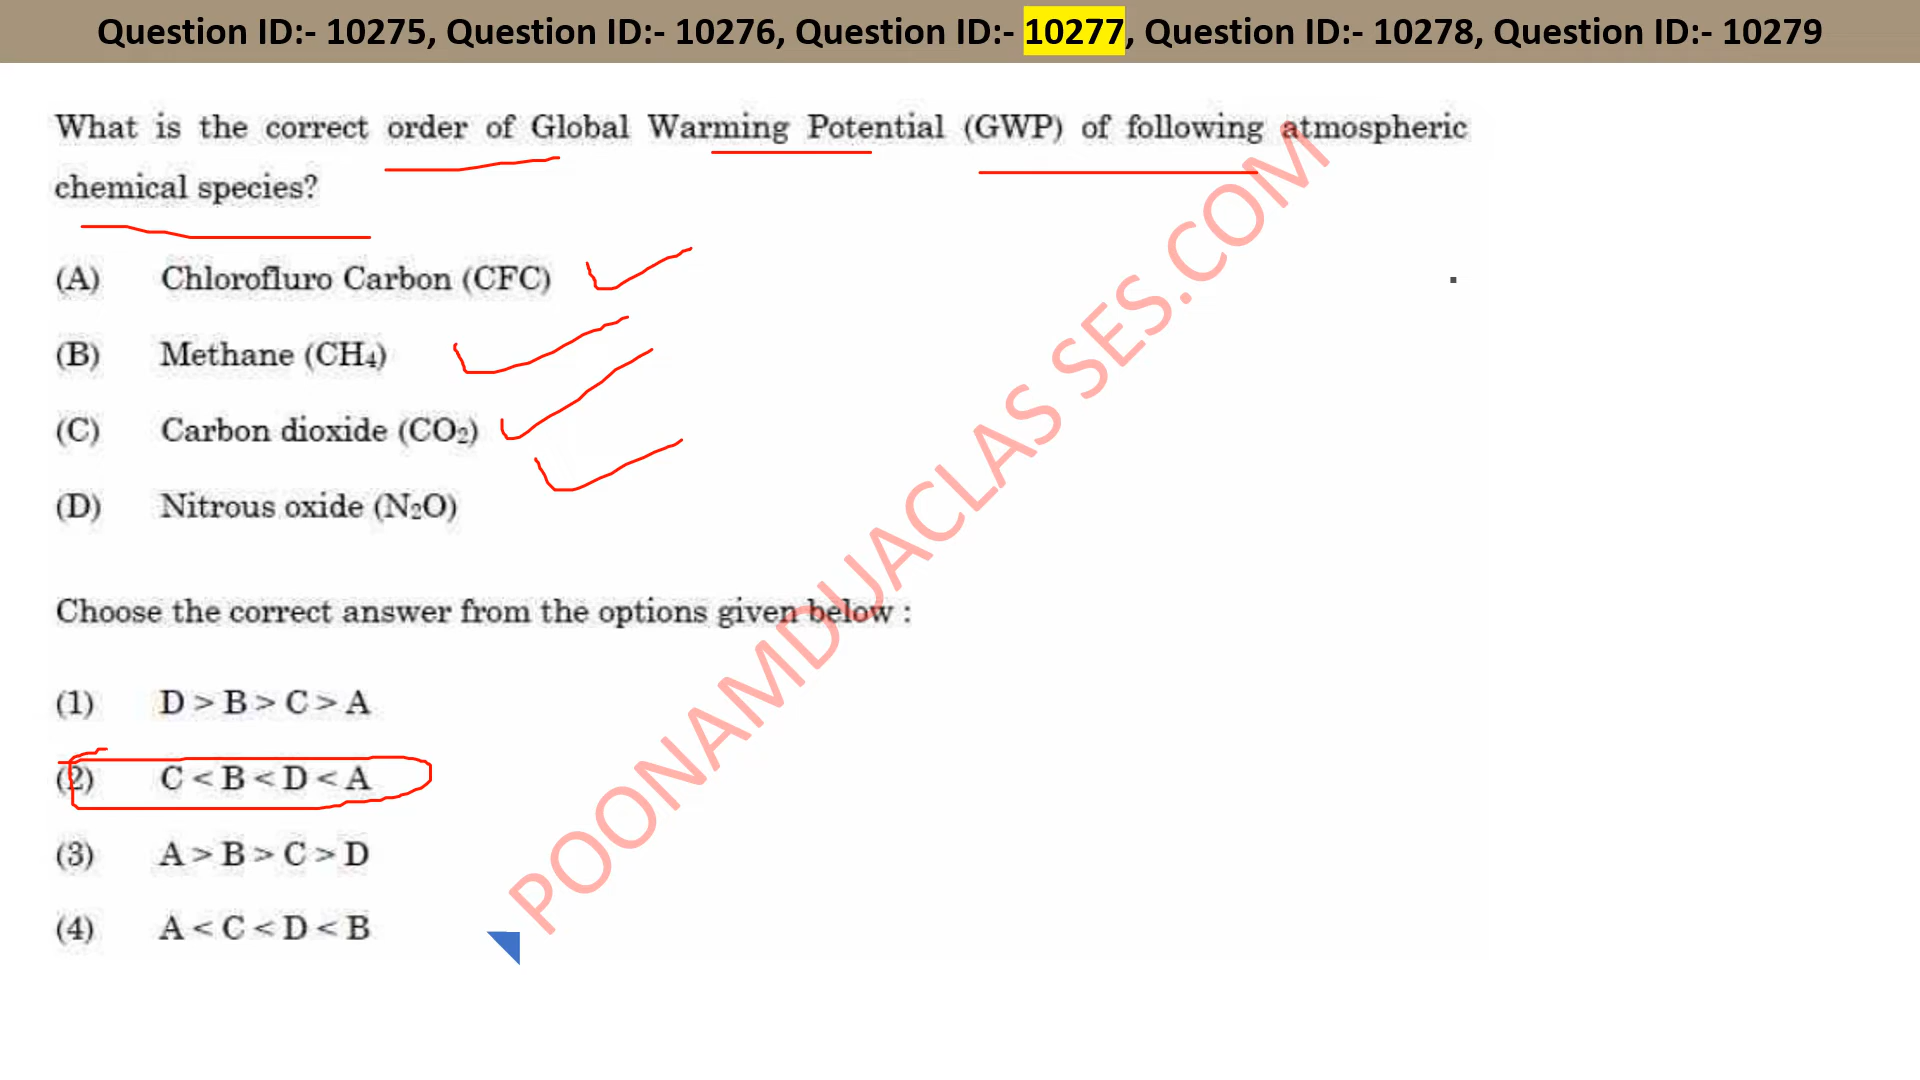 Question ID:- 10275, Question ID:- 10276, Question ID:- 10277, Question ID:- 10278, Question ID:- 10279
What is the correct order of Global Warming Potential (GWP) of following atmospheric
chemical species?
(A) Chlorofluro Carbon (CFC)
(B) Methane (CH₄)
(C) Carbon dioxide (CO₂)
(D) Nitrous oxide (N₂O)
Choose the correct answer from the options given below :
(1) D > B > C > A
(2) C < B < D < A
(3) A > B > C > D
(4) A < C < D < B
POONAMDUACLAS SES.COM